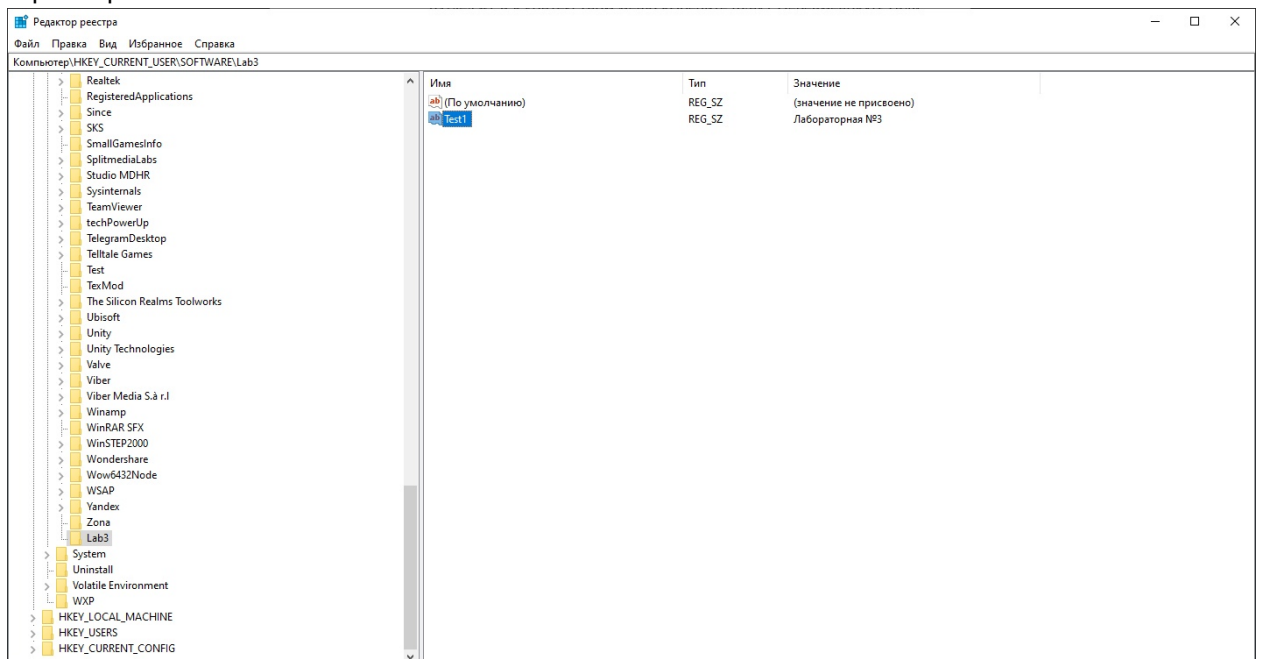 Редактор реестра
Файл Правка Вид Избранное Справка
Компьютер\HKEY_CURRENT_USER\SOFTWARE\Lab3
Realtek
RegisteredApplications
Since
SKS
SmallGamesInfo
SplitmediaLabs
Studio MDHR
Sysinternals
TeamViewer
techPowerUp
TelegramDesktop
Telltale Games
Test
TexMod
The Silicon Realms Toolworks
Ubisoft
Unity
Unity Technologies
Valve
Viber
Viber Media S.à r.l
Winamp
WinRAR SFX
WinSTEP2000
Wondershare
Wow6432Node
WSAP
Yandex
Zona
Lab3
System
Uninstall
Volatile Environment
WXP
HKEY_LOCAL_MACHINE
HKEY_USERS
HKEY_CURRENT_CONFIG
Имя Тип Значение
(По умолчанию) REG_SZ (значение не присвоено)
Test1 REG_SZ Лабораторная №3